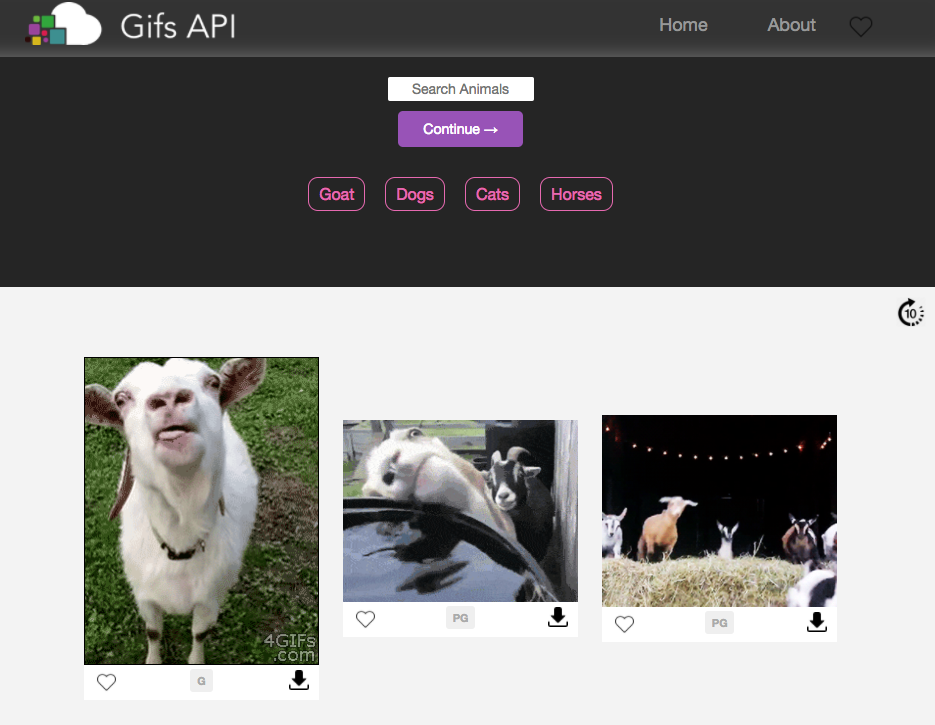 Gifs API
Home
About
Search Animals
Continue →
Goat
Dogs
Cats
Horses
10
4GIFs
.com
G
PG
PG